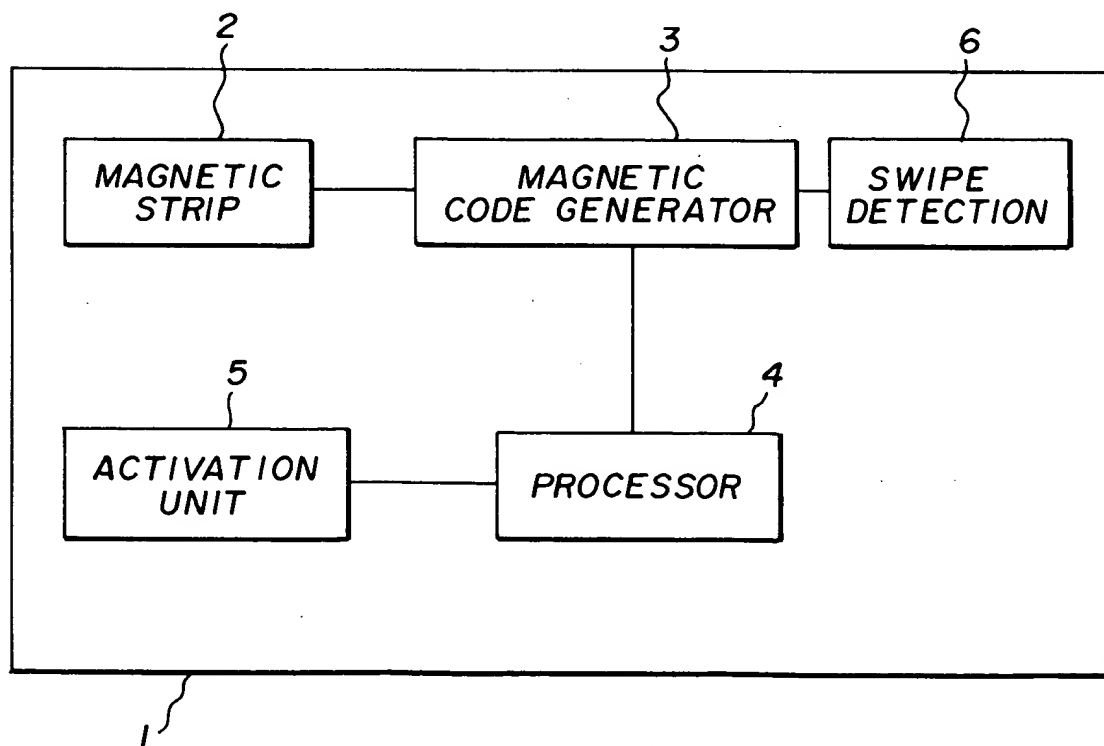 2
3
6
MAGNETIC
STRIP
MAGNETIC
CODE GENERATOR
SWIPE
DETECTION
5
4
ACTIVATION
UNIT
PROCESSOR
1